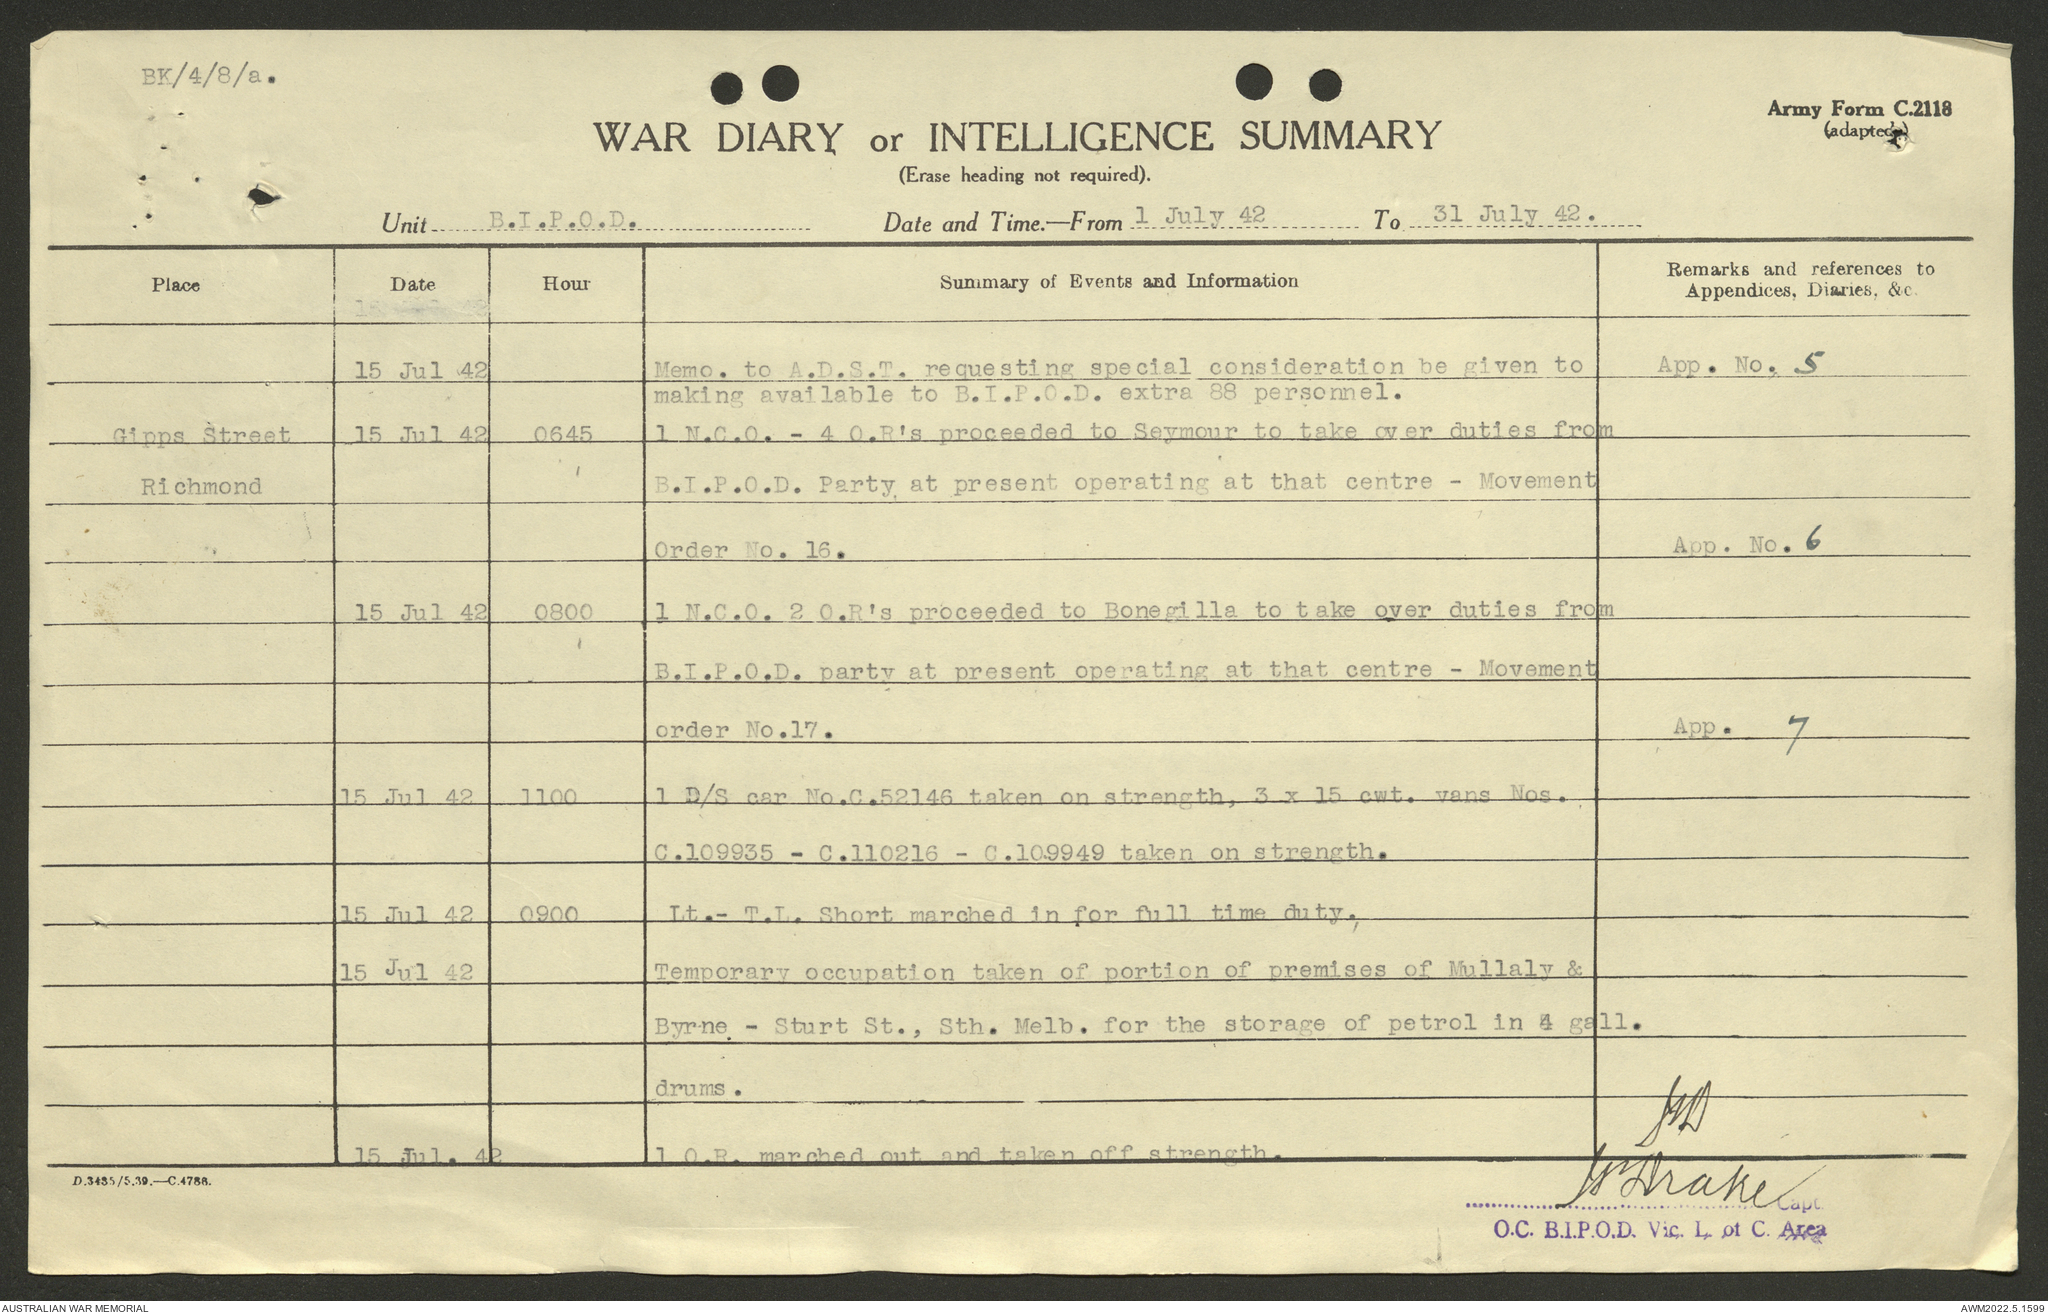 BK/4/8/a.
Army Form C.2118
(adapted)
WAR DIARY or INTELLIGENCE SUMMARY
(Erase heading not required).
Unit B.I.P.O.D. Date and Time.—From 1 July 42 To 31 July 42.
Place Date Hour Summary of Events and Information Remarks and references to
Appendices, Diaries, &c.
15 Jul 42 Memo. to A.D.S.T. requesting special consideration be given to App. No. 5
making available to B.I.P.O.D. extra 88 personnel.
Gipps Street 15 Jul 42 0645 1 N.C.O. - 4 O.R's proceeded to Seymour to take over duties from
Richmond B.I.P.O.D. Party at present operating at that centre - Movement
Order No. 16. App. No. 6
15 Jul 42 0800 1 N.C.O. 2 O.R's proceeded to Bonegilla to take over duties from
B.I.P.O.D. party at present operating at that centre - Movement
order No.17. App. 7
15 Jul 42 1100 1 D/S car No.C.52146 taken on strength, 3 x 15 cwt. vans Nos.
C.109935 - C.110216 - C.109949 taken on strength.
15 Jul 42 0900 Lt.- T.L. Short marched in for full time duty.
15 Jul 42 Temporary occupation taken of portion of premises of Mullaly &
Byrne - Sturt St., Sth. Melb. for the storage of petrol in 4 gall.
drums.
15 Jul. 42 1 O.R. marched out and taken off strength.
D.3435/5.39.—C.4786.
Drake Capt.
O.C. B.I.P.O.D. Vic. L. of C. Area
AUSTRALIAN WAR MEMORIAL
AWM2022.5.1599